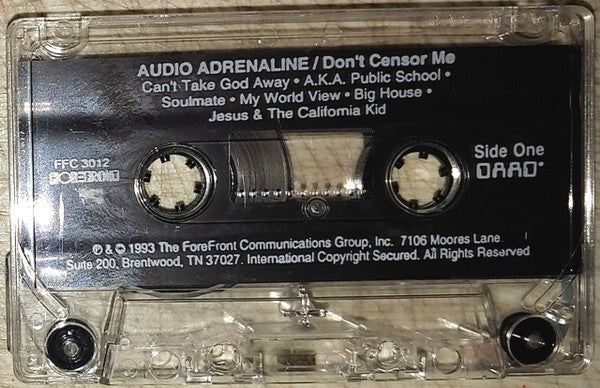 AUDIO ADRENALINE / Don't Censor Me
Can't Take God Away • A.K.A. Public School •
Soulmate • My World View • Big House •
Jesus & The California Kid
FFC 3012
FOREFRONT
Side One
℗ & © 1993 The ForeFront Communications Group, Inc. 7106 Moores Lane
Suite 200, Brentwood, TN 37027. International Copyright Secured. All Rights Reserved